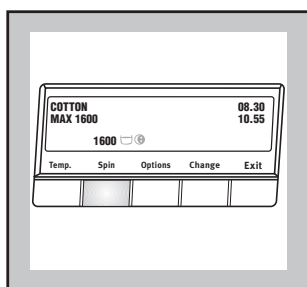 COTTON 08.30
MAX 1600 10.55
1600
Temp. Spin Options Change Exit